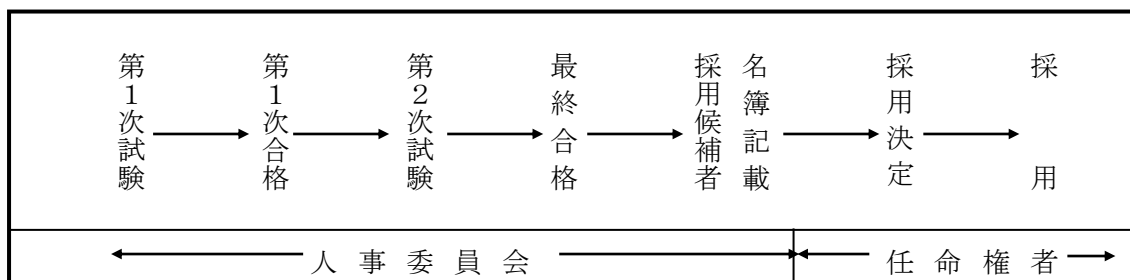 第１次試験
第１次合格
第２次試験
最終合格
採用候補者
名簿記載
採用決定
採用
人事委員会
任命権者